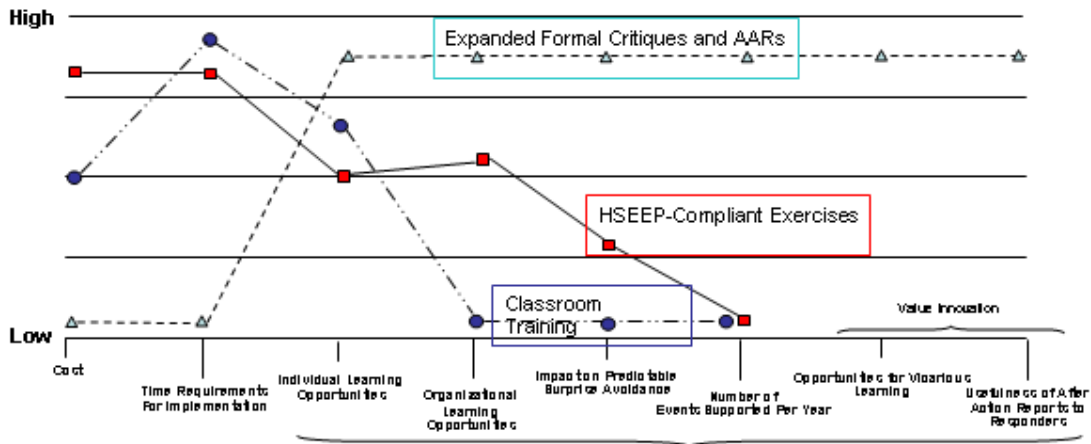 High
Expanded Formal Critiques and AARs
HSEEP-Compliant Exercises
Classroom
Training
Value Innovation
Low
Cost
Time Requirements
For Implementation
Individual Learning
Opportunities
Organizational
Learning
Opportunities
Impact on Predictable
Surprise Avoidance
Number of
Events Supported Per Year
Opportunities for Vicarious
Learning
Usefulness of After
Action Reports to
Responders